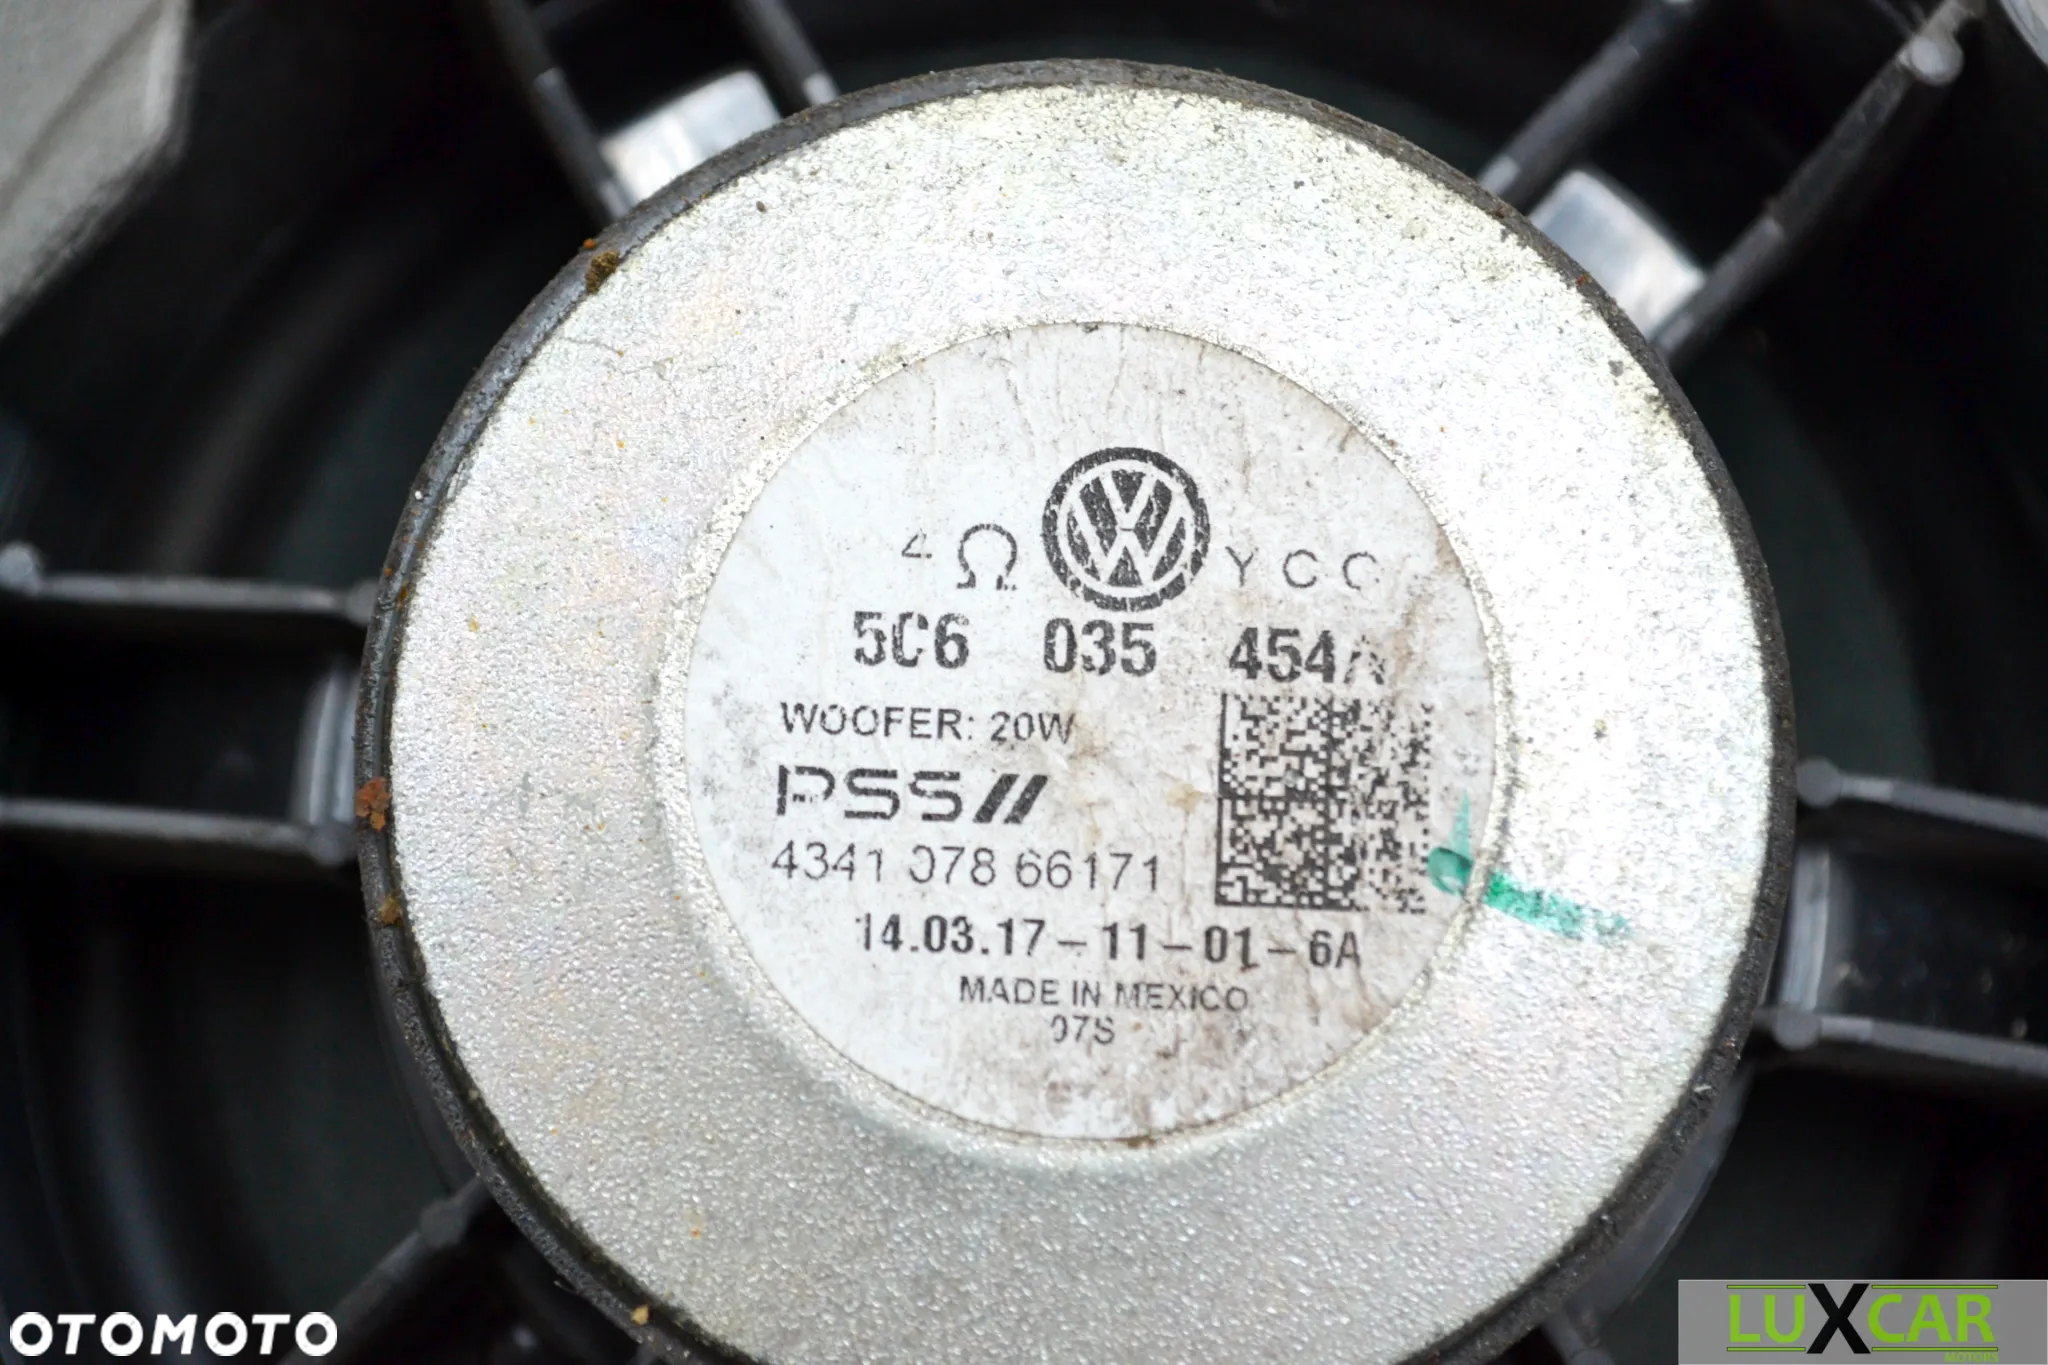 4 Ω YCC
5C6 035 454A
WOOFER: 20W
PSS//
4341 078 66171
14.03.17-11-01-6A
MADE IN MEXICO
07S
OTOMOTO
LUXCAR
MOTORS